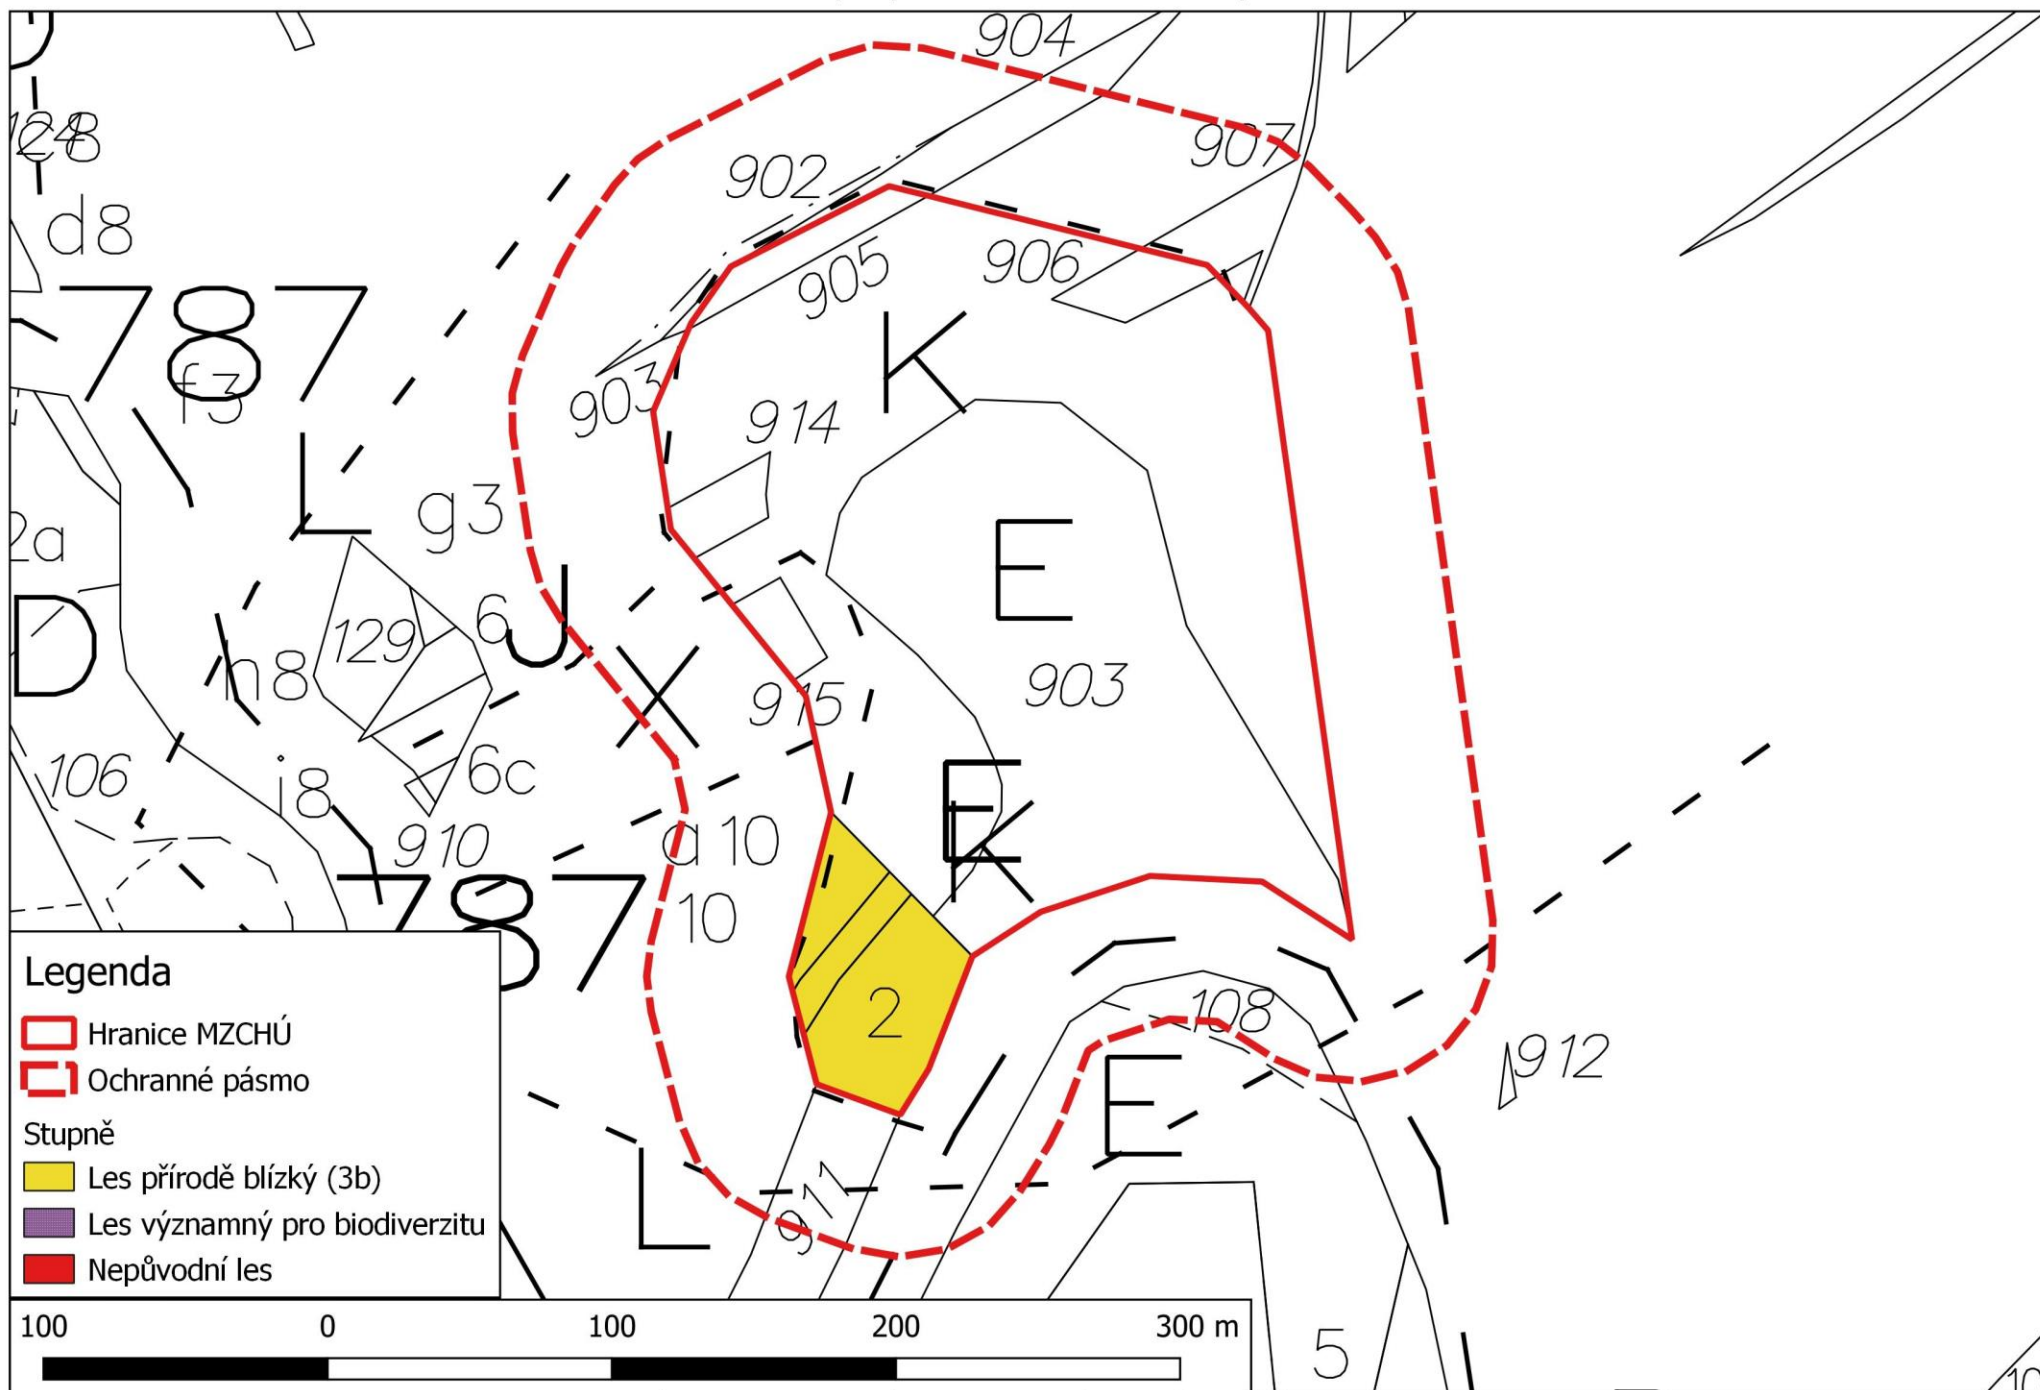 904
907
902
c8
d8
905
906
787
K
f3
903
914
L
g3
2a
E
D
129
6
J
h8
903
X
915
106
i8
6c
E
K
910
a10
787
10
2
108
912
E
911
L
5
Legenda
Hranice MZCHÚ
Ochranné pásmo
Stupně
Les přírodě blízký (3b)
Les významný pro biodiverzitu
Nepůvodní les
100 0 100 200 300 m